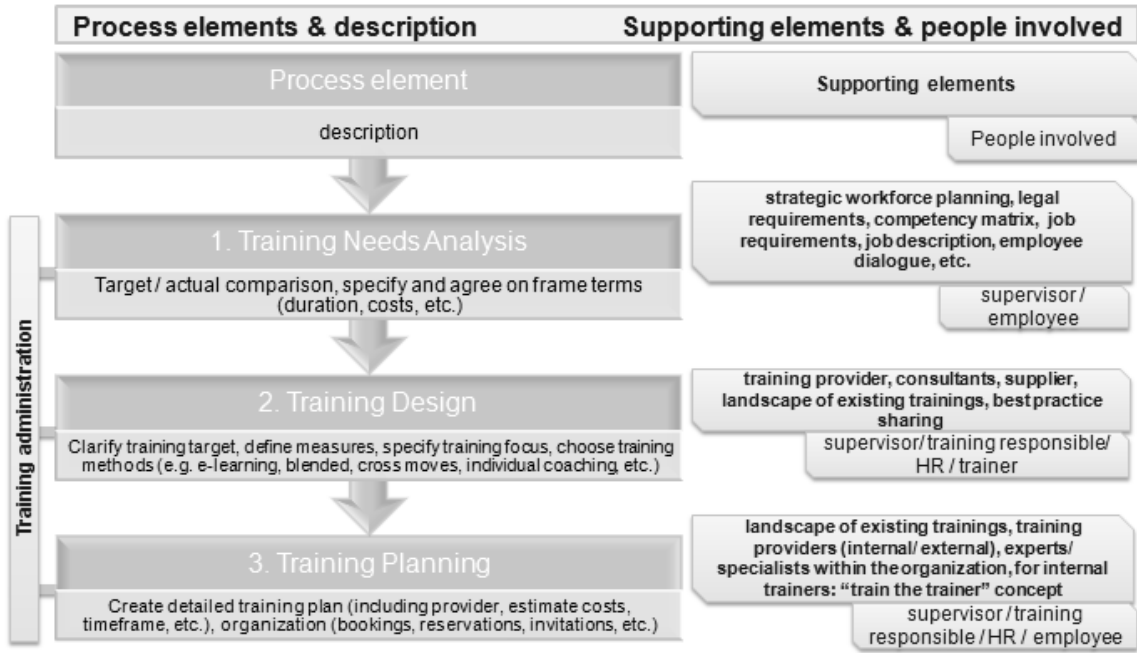 Process elements & description
Supporting elements & people involved
Process element
description
Supporting elements
People involved
Training administration
1. Training Needs Analysis
Target / actual comparison, specify and agree on frame terms
(duration, costs, etc.)
strategic workforce planning, legal
requirements, competency matrix, job
requirements, job description, employee
dialogue, etc.
supervisor /
employee
2. Training Design
Clarify training target, define measures, specify training focus, choose training
methods (e.g. e-learning, blended, cross moves, individual coaching, etc.)
training provider, consultants, supplier,
landscape of existing trainings, best practice
sharing
supervisor/ training responsible/
HR / trainer
3. Training Planning
Create detailed training plan (including provider, estimate costs,
timeframe, etc.), organization (bookings, reservations, invitations, etc.)
landscape of existing trainings, training
providers (internal/ external), experts/
specialists within the organization, for internal
trainers: “train the trainer” concept
supervisor / training
responsible / HR / employee